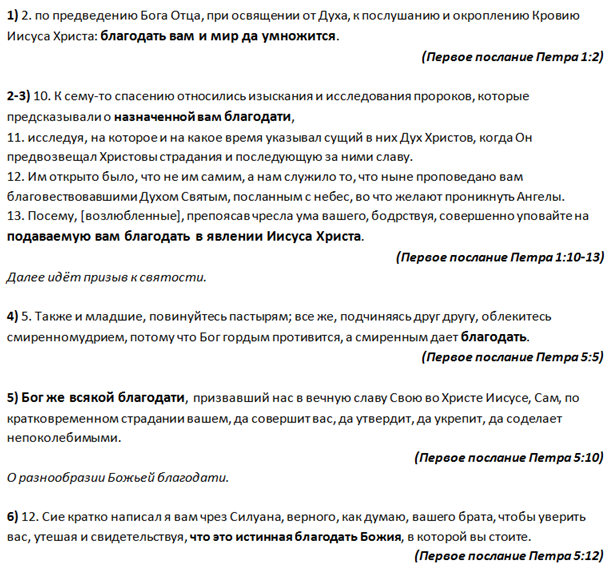 1) 2. по предведению Бога Отца, при освящении от Духа, к послушанию и окроплению Кровию
Иисуса Христа: благодать вам и мир да умножится.
(Первое послание Петра 1:2)
2-3) 10. К сему-то спасению относились изыскания и исследования пророков, которые
предсказывали о назначенной вам благодати,
11. исследуя, на которое и на какое время указывал сущий в них Дух Христов, когда Он
предвозвещал Христовы страдания и последующую за ними славу.
12. Им открыто было, что не им самим, а нам служило то, что ныне проповедано вам
благовествовавшими Духом Святым, посланным с небес, во что желают проникнуть Ангелы.
13. Посему, [возлюбленные], препоясав чресла ума вашего, бодрствуя, совершенно уповайте на
подаваемую вам благодать в явлении Иисуса Христа.
(Первое послание Петра 1:10-13)
Далее идёт призыв к святости.
4) 5. Также и младшие, повинуйтесь пастырям; все же, подчиняясь друг другу, облекитесь
смиренномудрием, потому что Бог гордым противится, а смиренным дает благодать.
(Первое послание Петра 5:5)
5) Бог же всякой благодати, призвавший нас в вечную славу Свою во Христе Иисусе, Сам, по
кратковременном страдании вашем, да совершит вас, да утвердит, да укрепит, да соделает
непоколебимыми.
(Первое послание Петра 5:10)
О разнообразии Божьей благодати.
6) 12. Сие кратко написал я вам чрез Силуана, верного, как думаю, вашего брата, чтобы уверить
вас, утешая и свидетельствуя, что это истинная благодать Божия, в которой вы стоите.
(Первое послание Петра 5:12)